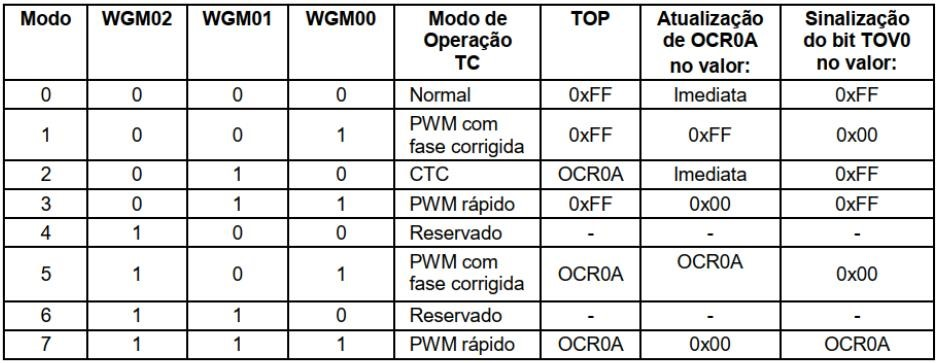 Modo WGM02 WGM01 WGM00 Modo de Operação TC TOP Atualização de OCR0A no valor: Sinalização do bit TOV0 no valor:
0 0 0 0 Normal 0xFF Imediata 0xFF
1 0 0 1 PWM com fase corrigida 0xFF 0xFF 0x00
2 0 1 0 CTC OCR0A Imediata 0xFF
3 0 1 1 PWM rápido 0xFF 0x00 0xFF
4 1 0 0 Reservado - - -
5 1 0 1 PWM com fase corrigida OCR0A OCR0A 0x00
6 1 1 0 Reservado - - -
7 1 1 1 PWM rápido OCR0A 0x00 OCR0A